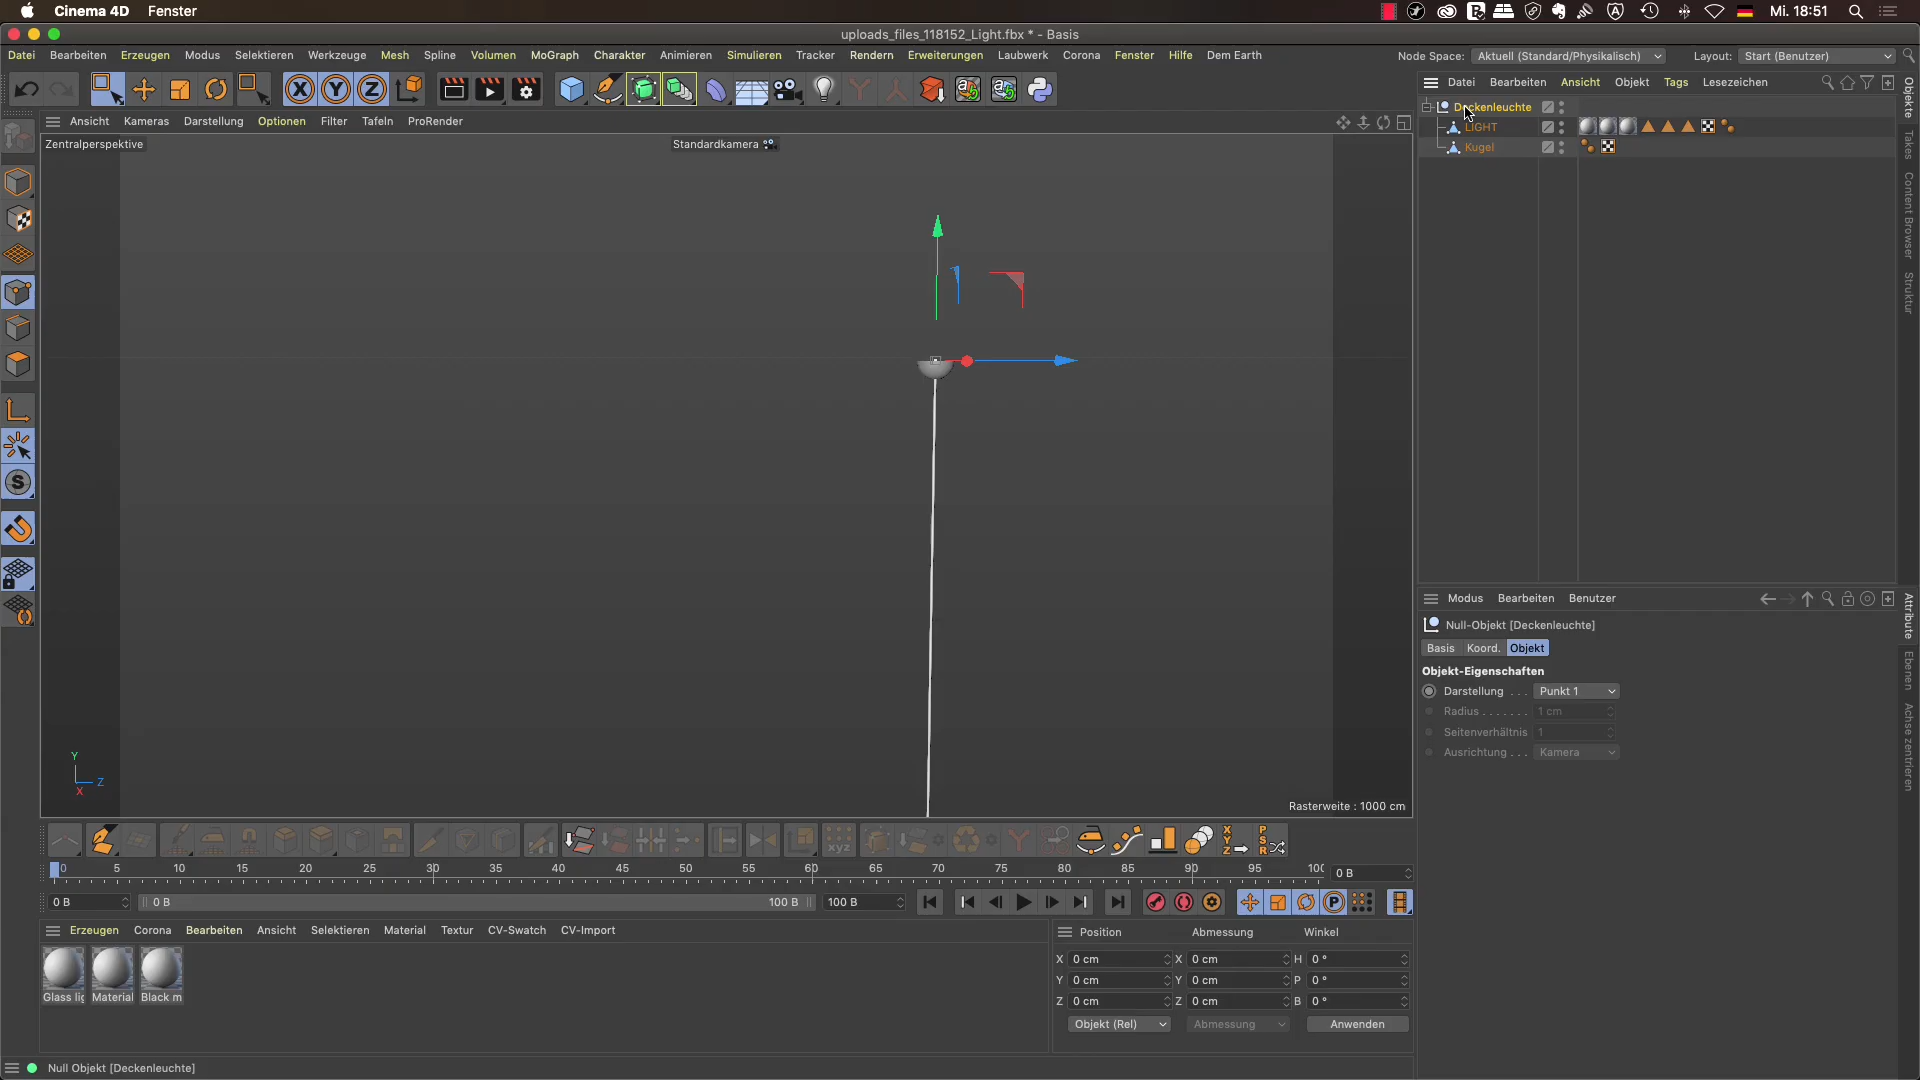 Cinema 4D Fenster Mi. 18:51
uploads_files_118152_Light.fbx * - Basis
Datei Bearbeiten Erzeugen Modus Selektieren Werkzeuge Mesh Spline Volumen MoGraph Charakter Animieren Simulieren Tracker Rendern Erweiterungen Laubwerk Corona Fenster Hilfe Dem Earth Node Space: Aktuell (Standard/Physikalisch) Layout: Start (Benutzer)
X Y Z
Datei Bearbeiten Ansicht Objekt Tags Lesezeichen
Deckenleuchte
LIGHT
Kugel
Objekte
Takes
Content Browser
Struktur
Ansicht Kameras Darstellung Optionen Filter Tafeln ProRender
Zentralperspektive Standardkamera
Y
Z
X
Rasterweite : 1000 cm
Modus Bearbeiten Benutzer
Null-Objekt [Deckenleuchte]
Basis Koord. Objekt
Objekt-Eigenschaften
Darstellung . . . Punkt 1
Radius . . . . . . . 1 cm
Seitenverhältnis 1
Ausrichtung . . . Kamera
Attribute
Ebenen
Achse zentrieren
0 5 10 15 20 25 30 35 40 45 50 55 60 65 70 75 80 85 90 95 100 0 B
0 B 0 B 100 B 100 B
Erzeugen Corona Bearbeiten Ansicht Selektieren Material Textur CV-Swatch CV-Import
Glass lig Material Black m
Position Abmessung Winkel
X 0 cm X 0 cm H 0 °
Y 0 cm Y 0 cm P 0 °
Z 0 cm Z 0 cm B 0 °
Objekt (Rel) Abmessung Anwenden
Null Objekt [Deckenleuchte]